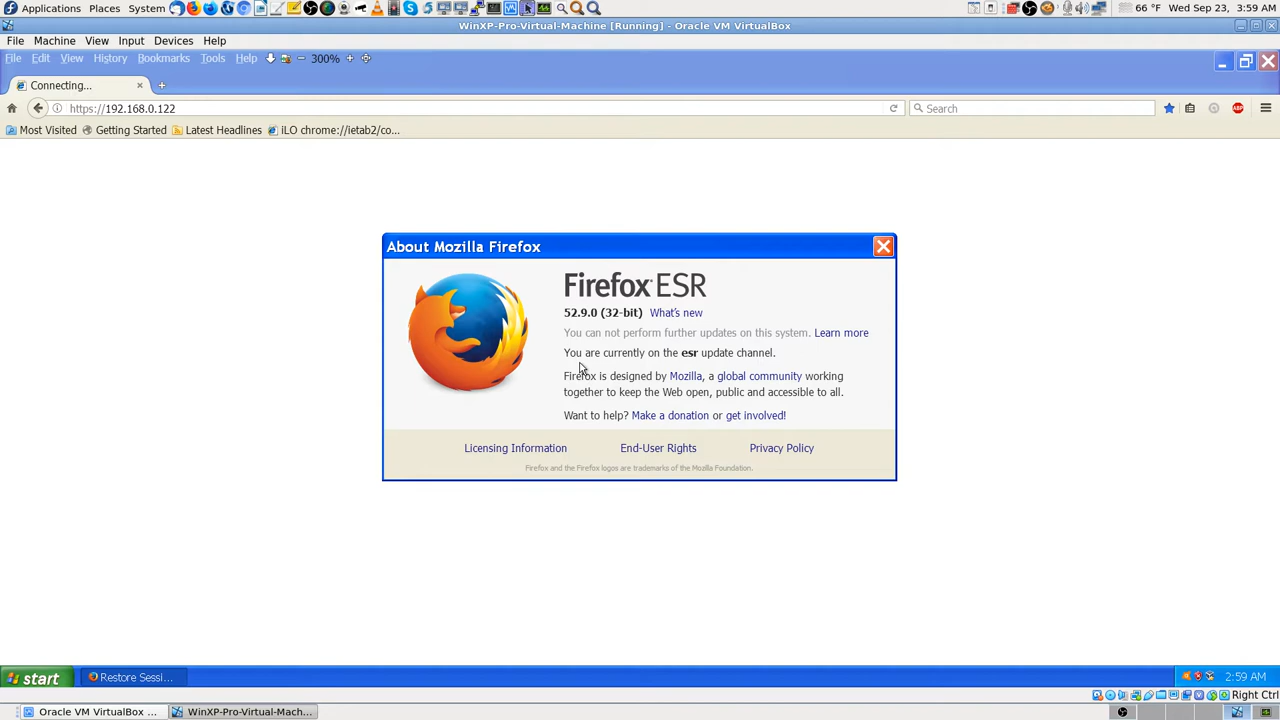 Applications Places System 66 °F Wed Sep 23, 3:59 AM
WinXP-Pro-Virtual-Machine [Running] - Oracle VM VirtualBox
File Machine View Input Devices Help
File Edit View History Bookmarks Tools Help 300%
Connecting...
https://192.168.0.122 Search
Most Visited Getting Started Latest Headlines iLO chrome://ietab2/co...
About Mozilla Firefox
Firefox ESR
52.9.0 (32-bit) What's new
You can not perform further updates on this system. Learn more
You are currently on the esr update channel.
Firefox is designed by Mozilla, a global community working
together to keep the Web open, public and accessible to all.
Want to help? Make a donation or get involved!
Licensing Information End-User Rights Privacy Policy
Firefox and the Firefox logos are trademarks of the Mozilla Foundation.
start Restore Sessi... 2:59 AM
Right Ctrl
Oracle VM VirtualBox ... WinXP-Pro-Virtual-Mach...